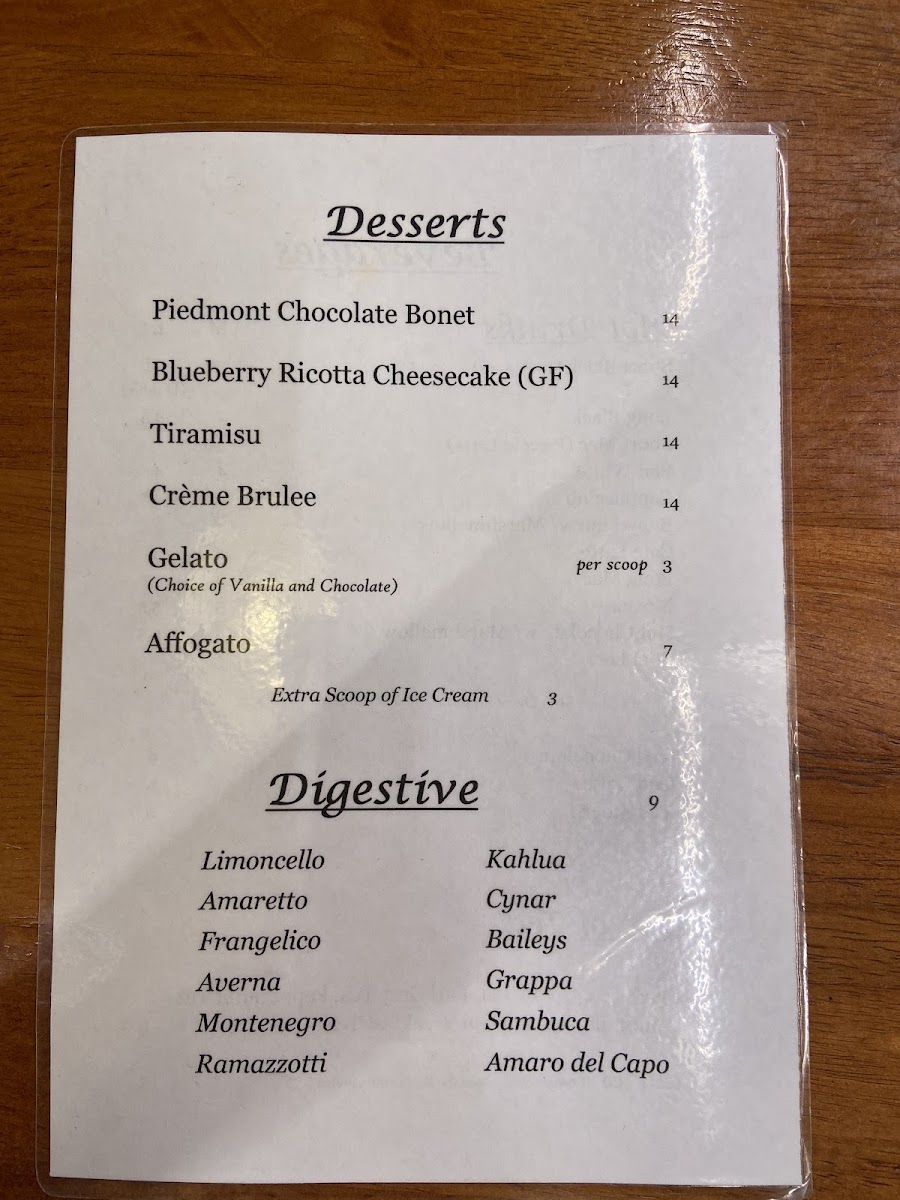 Desserts
Piedmont Chocolate Bonet 14
Blueberry Ricotta Cheesecake (GF) 14
Tiramisu 14
Crème Brulee 14
Gelato per scoop 3
(Choice of Vanilla and Chocolate)
Affogato 7
Extra Scoop of Ice Cream 3
Digestive 9
Limoncello Kahlua
Amaretto Cynar
Frangelico Baileys
Averna Grappa
Montenegro Sambuca
Ramazzotti Amaro del Capo